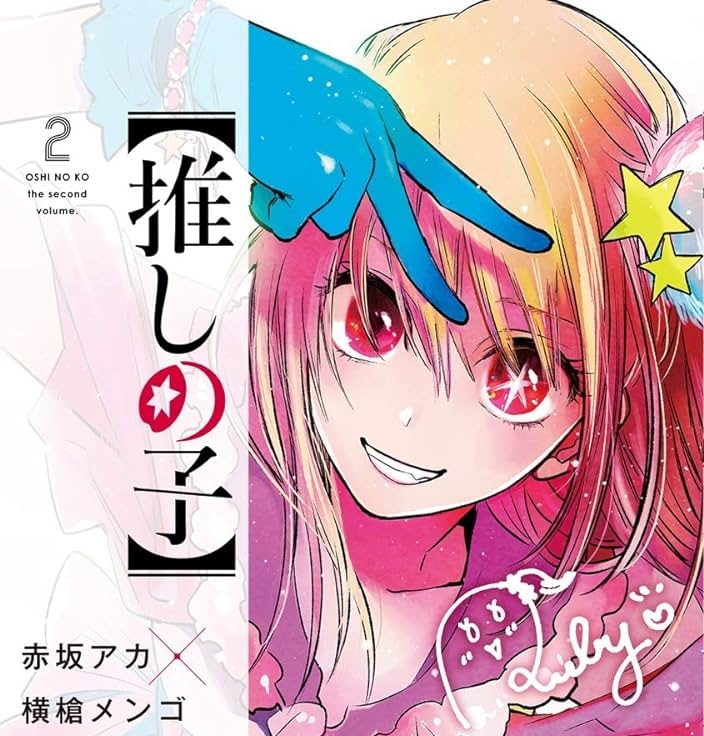 2
OSHI NO KO
the second
volume.
【推しの子】
赤坂アカ×
横槍メンゴ
Ruby